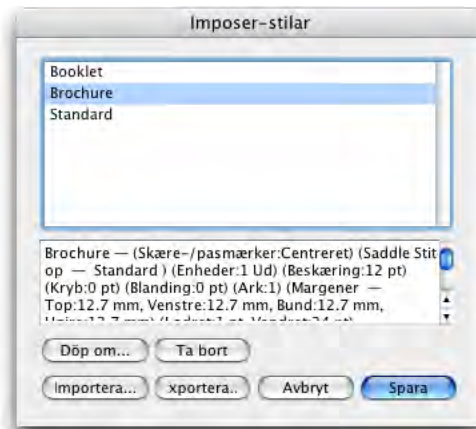 Imposer-stilar
Booklet
Brochure
Standard
Brochure — (Skære-/pasmærker:Centreret) (Saddle Stit
op — Standard ) (Enheder:1 Ud) (Beskæring:12 pt)
(Kryb:0 pt) (Blanding:0 pt) (Ark:1) (Margener —
Top:12.7 mm, Venstre:12.7 mm, Bund:12.7 mm,
Döp om... Ta bort
Importera... xportera.. Avbryt Spara